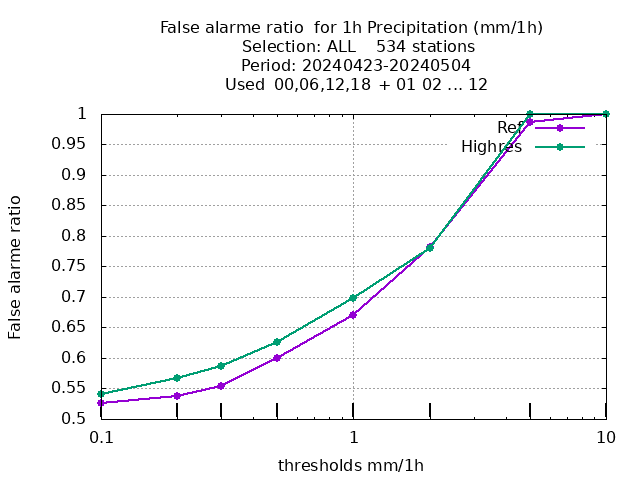 False alarme ratio  for 1h Precipitation (mm/1h)
Selection: ALL    534 stations
Period: 20240423-20240504
Used  00,06,12,18  + 01 02 ... 12
Ref
Highres
1
0.95
0.9
0.85
0.8
0.75
0.7
0.65
0.6
0.55
0.5
False alarme ratio
0.1
1
10
thresholds mm/1h